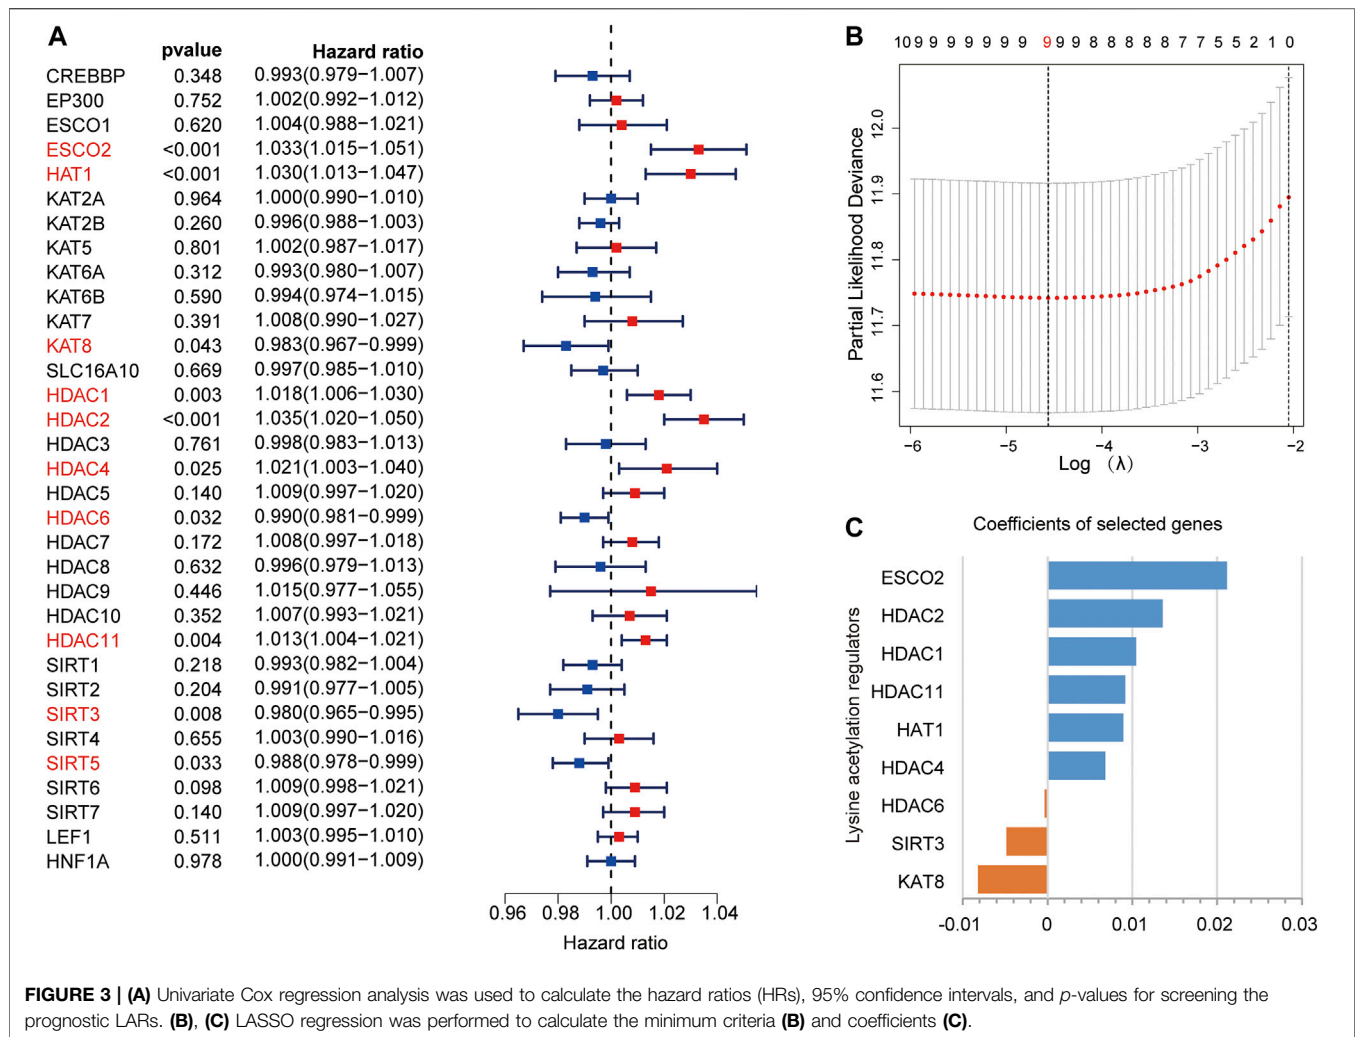 A
pvalue Hazard ratio
CREBBP 0.348 0.993(0.979−1.007)
EP300 0.752 1.002(0.992−1.012)
ESCO1 0.620 1.004(0.988−1.021)
ESCO2 <0.001 1.033(1.015−1.051)
HAT1 <0.001 1.030(1.013−1.047)
KAT2A 0.964 1.000(0.990−1.010)
KAT2B 0.260 0.996(0.988−1.003)
KAT5 0.801 1.002(0.987−1.017)
KAT6A 0.312 0.993(0.980−1.007)
KAT6B 0.590 0.994(0.974−1.015)
KAT7 0.391 1.008(0.990−1.027)
KAT8 0.043 0.983(0.967−0.999)
SLC16A10 0.669 0.997(0.985−1.010)
HDAC1 0.003 1.018(1.006−1.030)
HDAC2 <0.001 1.035(1.020−1.050)
HDAC3 0.761 0.998(0.983−1.013)
HDAC4 0.025 1.021(1.003−1.040)
HDAC5 0.140 1.009(0.997−1.020)
HDAC6 0.032 0.990(0.981−0.999)
HDAC7 0.172 1.008(0.997−1.018)
HDAC8 0.632 0.996(0.979−1.013)
HDAC9 0.446 1.015(0.977−1.055)
HDAC10 0.352 1.007(0.993−1.021)
HDAC11 0.004 1.013(1.004−1.021)
SIRT1 0.218 0.993(0.982−1.004)
SIRT2 0.204 0.991(0.977−1.005)
SIRT3 0.008 0.980(0.965−0.995)
SIRT4 0.655 1.003(0.990−1.016)
SIRT5 0.033 0.988(0.978−0.999)
SIRT6 0.098 1.009(0.998−1.021)
SIRT7 0.140 1.009(0.997−1.020)
LEF1 0.511 1.003(0.995−1.010)
HNF1A 0.978 1.000(0.991−1.009)
0.96 0.98 1.00 1.02 1.04
Hazard ratio
B
10 9 9 9 9 9 9 9 9 9 9 8 8 8 8 8 7 7 5 5 2 1 0
Partial Likelihood Deviance
12.0
11.9
11.8
11.7
11.6
−6 −5 −4 −3 −2
Log （λ）
C
Coefficients of selected genes
Lysine acetylation regulators
ESCO2
HDAC2
HDAC1
HDAC11
HAT1
HDAC4
HDAC6
SIRT3
KAT8
-0.01 0 0.01 0.02 0.03
FIGURE 3 | (A) Univariate Cox regression analysis was used to calculate the hazard ratios (HRs), 95% confidence intervals, and p-values for screening the
prognostic LARs. (B), (C) LASSO regression was performed to calculate the minimum criteria (B) and coefficients (C).